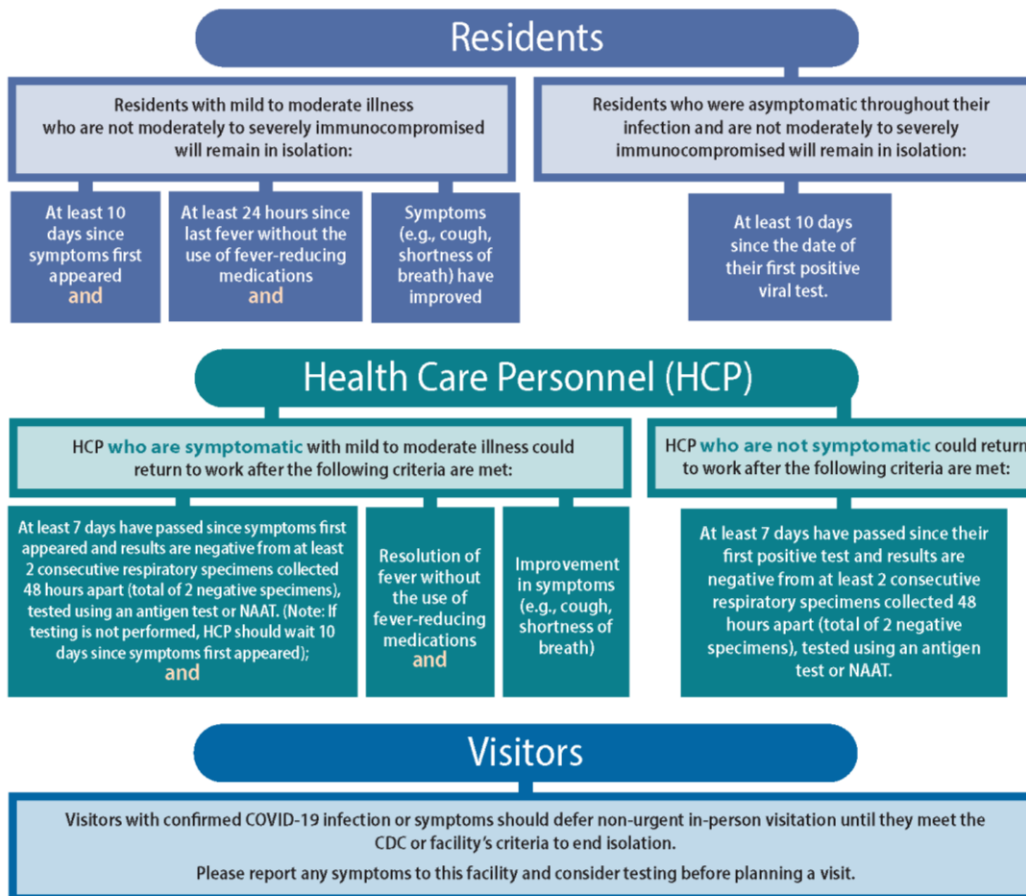 Residents
Residents with mild to moderate illness
who are not moderately to severely immunocompromised
will remain in isolation:
Residents who were asymptomatic throughout their
infection and are not moderately to severely
immunocompromised will remain in isolation:
At least 10
days since
symptoms first
appeared
and
At least 24 hours since
last fever without the
use of fever-reducing
medications
and
Symptoms
(e.g., cough,
shortness of
breath) have
improved
At least 10 days
since the date of
their first positive
viral test.
Health Care Personnel (HCP)
HCP who are symptomatic with mild to moderate illness could
return to work after the following criteria are met:
HCP who are not symptomatic could return
to work after the following criteria are met:
At least 7 days have passed since symptoms first
appeared and results are negative from at least
2 consecutive respiratory specimens collected
48 hours apart (total of 2 negative specimens),
tested using an antigen test or NAAT. (Note: If
testing is not performed, HCP should wait 10
days since symptoms first appeared);
and
Resolution of
fever without
the use of
fever-reducing
medications
and
Improvement
in symptoms
(e.g., cough,
shortness of
breath)
At least 7 days have passed since their
first positive test and results are
negative from at least 2 consecutive
respiratory specimens collected 48
hours apart (total of 2 negative
specimens), tested using an antigen
test or NAAT.
Visitors
Visitors with confirmed COVID-19 infection or symptoms should defer non-urgent in-person visitation until they meet the
CDC or facility's criteria to end isolation.
Please report any symptoms to this facility and consider testing before planning a visit.